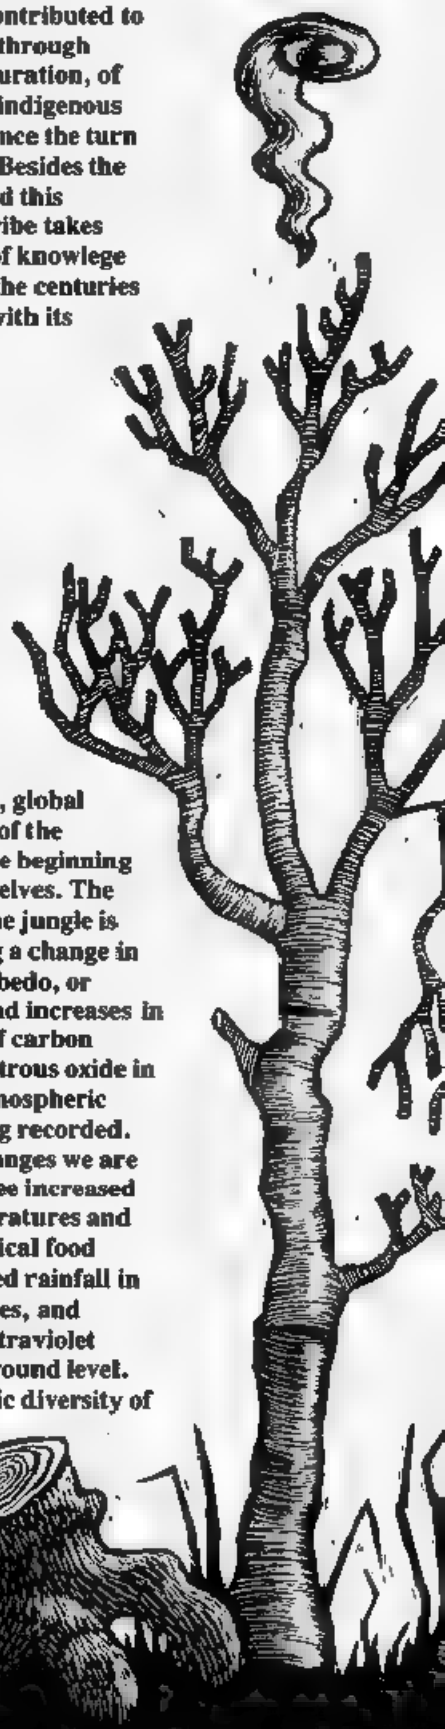 ontributed to
through
uration, of
indigenous
nce the turn
Besides the
d this
ribe takes
of knowlege
he centuries
with its
, global
of the
e beginning
elves. The
ne jungle is
g a change in
bedo, or
nd increases in
f carbon
trous oxide in
nospheric
g recorded.
anges we are
ee increased
ratures and
ical food
ed rainfall in
es, and
traviolet
round level.
ic diversity of